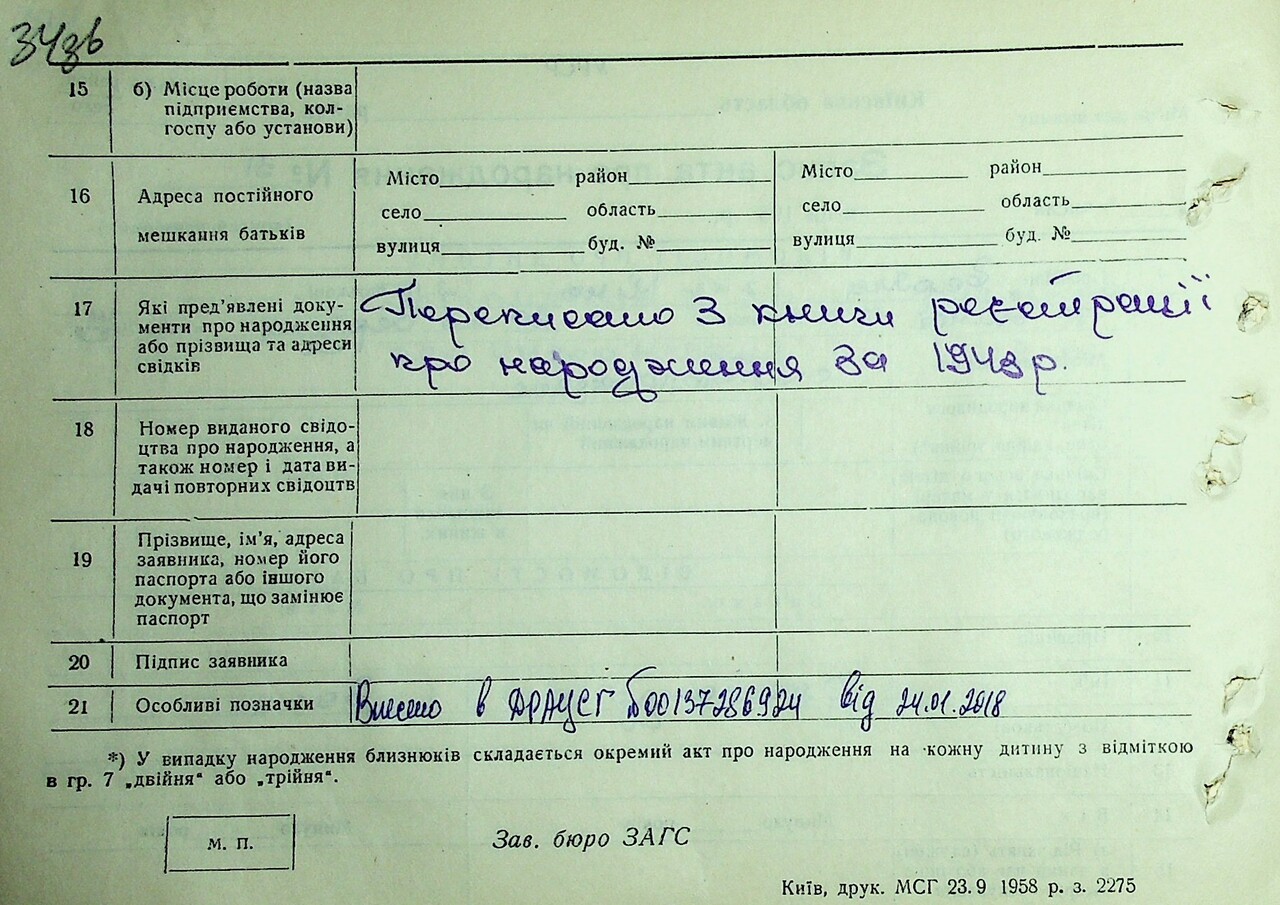 34зв
15 б) Місце роботи (назва
підприємства, кол-
госпу або установи)
16 Адреса постійного
мешкання батьків
Місто район
село область
вулиця буд. №
Місто район
село область
вулиця буд. №
17 Які пред'явлені доку-
менти про народження
або прізвища та адреси
свідків
Переписано з книги реєстрації
про народження за 1943 р.
18 Номер виданого свідо-
цтва про народження, а
також номер і дата ви-
дачі повторних свідоцтв
19 Прізвище, ім'я, адреса
заявника, номер його
паспорта або іншого
документа, що замінює
паспорт
20 Підпис заявника
21 Особливі позначки Внесено в ДРАЦСГ №00137286924 від 24.01.2018
*) У випадку народження близнюків складається окремий акт про народження на кожну дитину з відміткою
в гр. 7 „двійня“ або „трійня“.
М. П.
Зав. бюро ЗАГС
Київ, друк. МСГ 23.9 1958 р. з. 2275